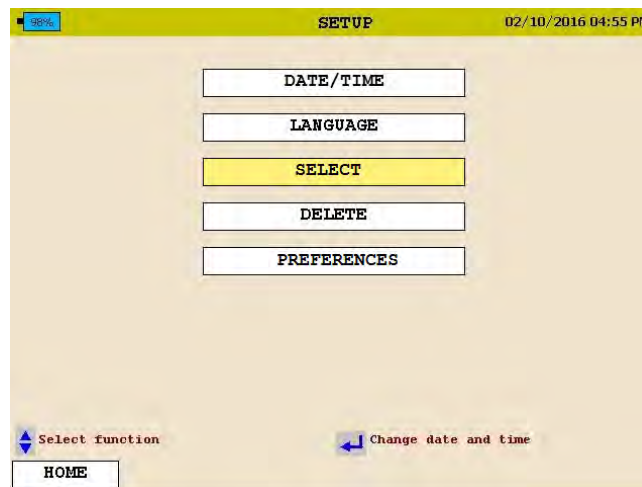 98% SETUP 02/10/2016 04:55 PM
DATE/TIME
LANGUAGE
SELECT
DELETE
PREFERENCES
Select function Change date and time
HOME